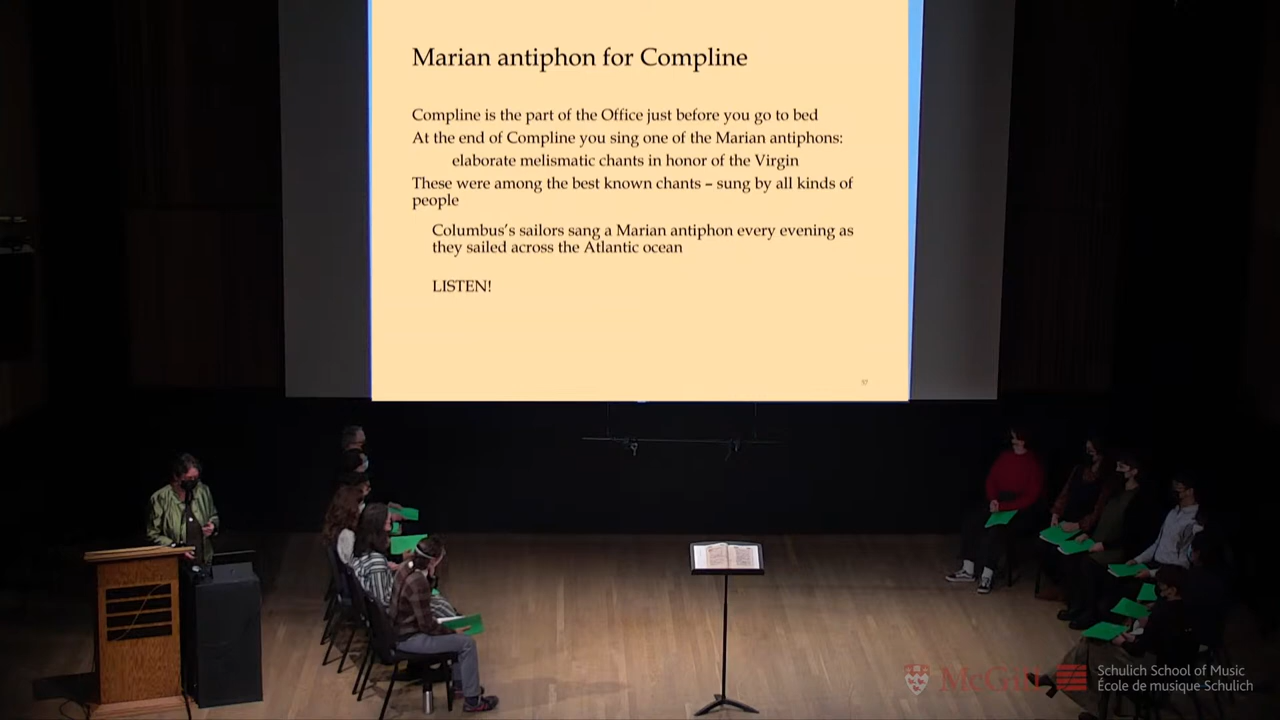 Marian antiphon for Compline
Compline is the part of the Office just before you go to bed
At the end of Compline you sing one of the Marian antiphons:
elaborate melismatic chants in honor of the Virgin
These were among the best known chants – sung by all kinds of
people
Columbus's sailors sang a Marian antiphon every evening as
they sailed across the Atlantic ocean
LISTEN!
McGill
Schulich School of Music
École de musique Schulich